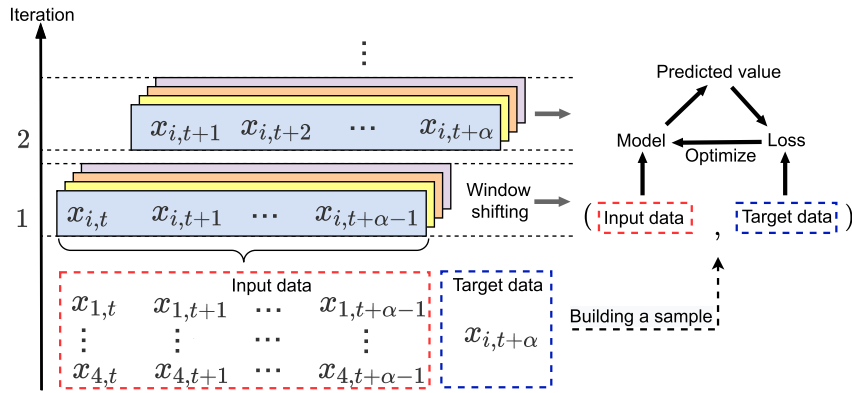 Iteration
⋮
Predicted value
2
x_{i,t+1} x_{i,t+2} ⋯ x_{i,t+α}
Model
Loss
Optimize
1
x_{i,t} x_{i,t+1} ⋯ x_{i,t+α−1}
Window
shifting
( Input data , Target data )
Input data
x_{1,t} x_{1,t+1} ⋯ x_{1,t+α−1}
⋮ ⋮ ⋯ ⋮
x_{4,t} x_{4,t+1} ⋯ x_{4,t+α−1}
Target data
x_{i,t+α}
Building a sample